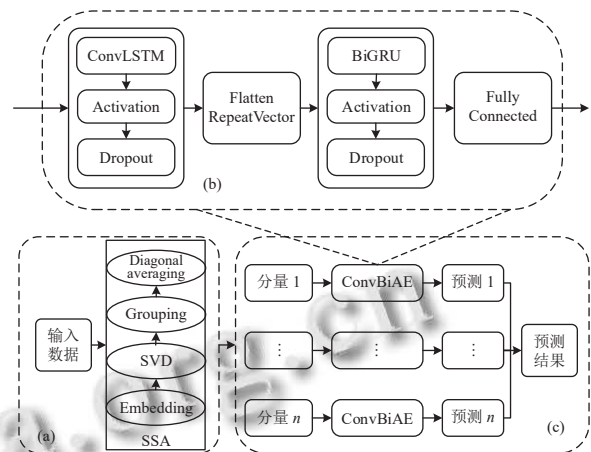 ConvLSTM
Activation
Dropout
Flatten
RepeatVector
BiGRU
Activation
Dropout
Fully
Connected
(b)
输入
数据
Diagonal
averaging
Grouping
SVD
Embedding
SSA
(a)
分量 1
ConvBiAE
预测 1
⋮
⋮
⋮
分量 n
ConvBiAE
预测 n
预测
结果
(c)